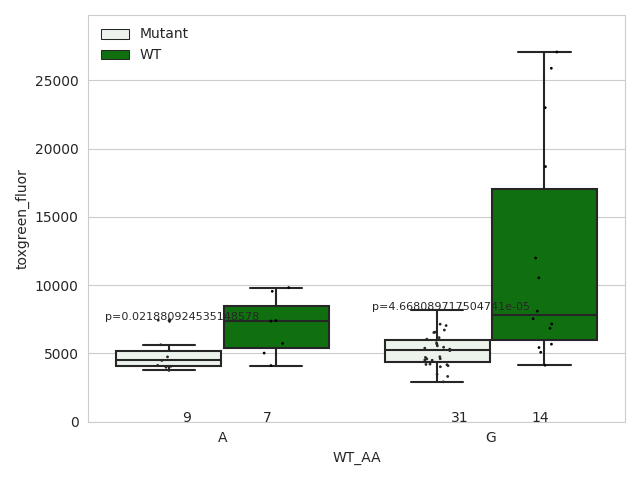 Mutant
WT
25000
20000
15000
10000
5000
0
toxgreen_fluor
p=0.021880924535148578
p=4.668089717504741e-05
9 7 31 14
A G
WT_AA